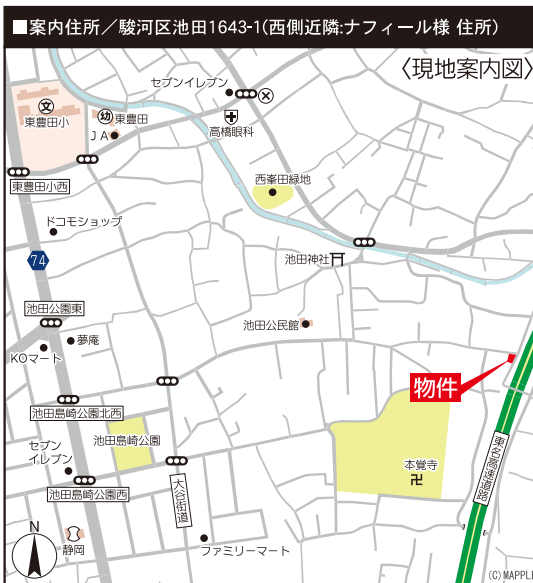 ■案内住所／駿河区池田1643-1(西側近隣:ナフィール様 住所)
〈現地案内図〉
セブンイレブン
文
東豊田小
幼
東豊田
JA
高橋眼科
東豊田小西
西峯田緑地
ドコモショップ
74
池田神社
池田公園東
夢庵
KOマート
池田公民館
物件
池田島崎公園北西
池田島崎公園
セブン
イレブン
本覚寺
卍
東名高速道路
池田島崎公園西
大谷街道
N
静岡
ファミリーマート
(C)MAPPLE